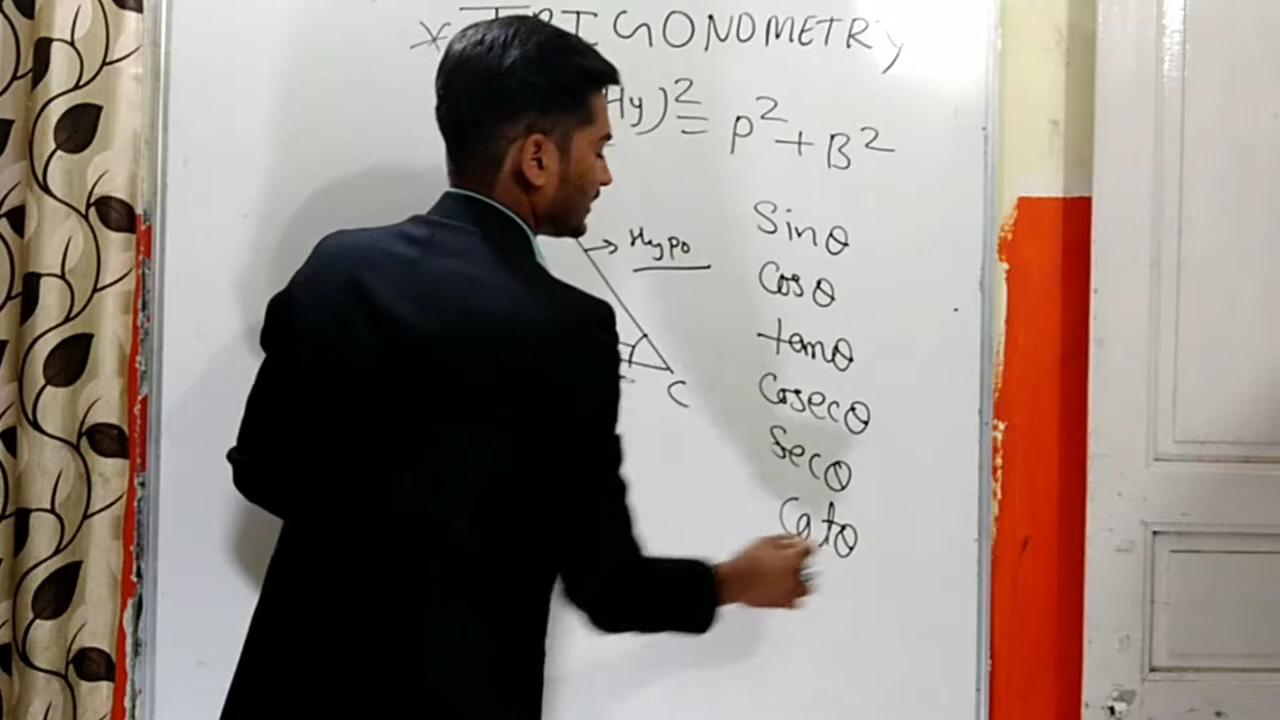 * TRIGONOMETRY
Hy)² = P² + B²
Sinθ
Hypo
Cosθ
tanθ
Cosecθ
C
Secθ
Cotθ